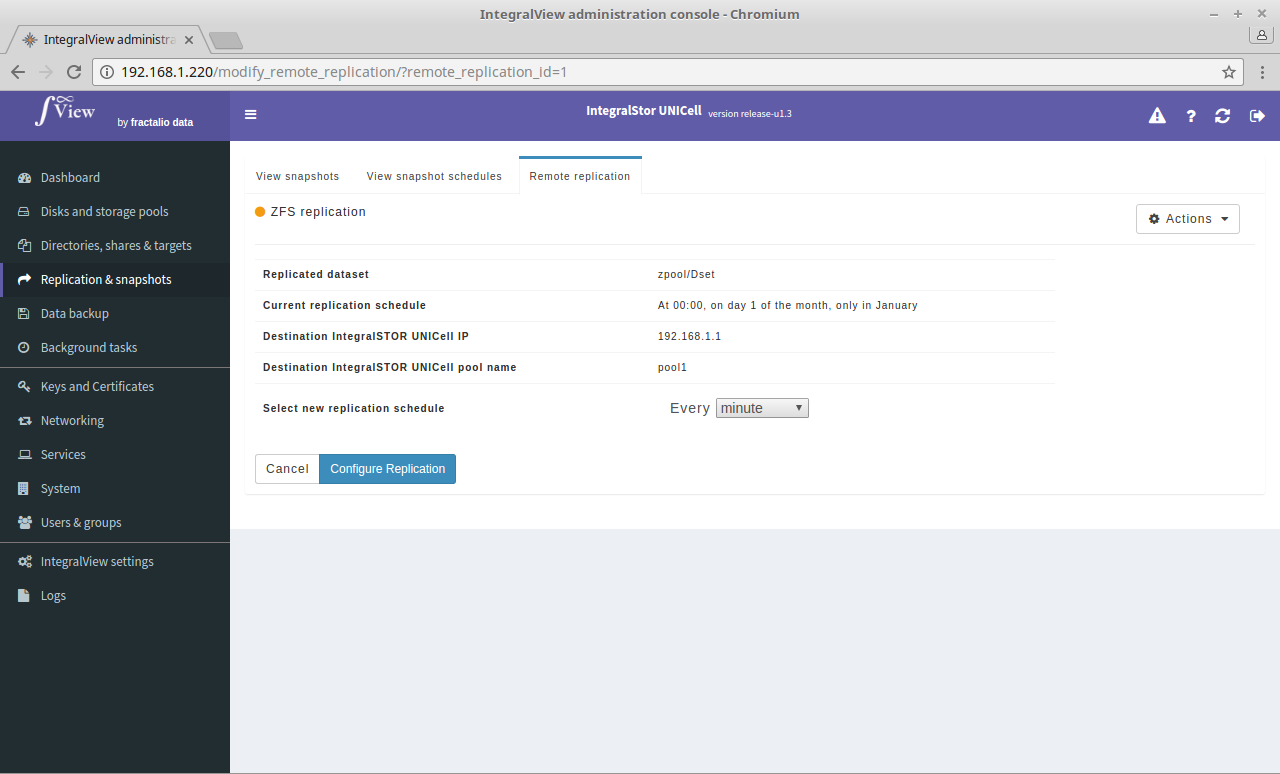 IntegralView administration console - Chromium
IntegralView administra
192.168.1.220/modify_remote_replication/?remote_replication_id=1
∫∞View by fractalio data
IntegralStor UNICell version release-u1.3
Dashboard
Disks and storage pools
Directories, shares & targets
Replication & snapshots
Data backup
Background tasks
Keys and Certificates
Networking
Services
System
Users & groups
IntegralView settings
Logs
View snapshots View snapshot schedules Remote replication
ZFS replication
Actions
Replicated dataset zpool/Dset
Current replication schedule At 00:00, on day 1 of the month, only in January
Destination IntegralSTOR UNICell IP 192.168.1.1
Destination IntegralSTOR UNICell pool name pool1
Select new replication schedule Every minute
Cancel Configure Replication